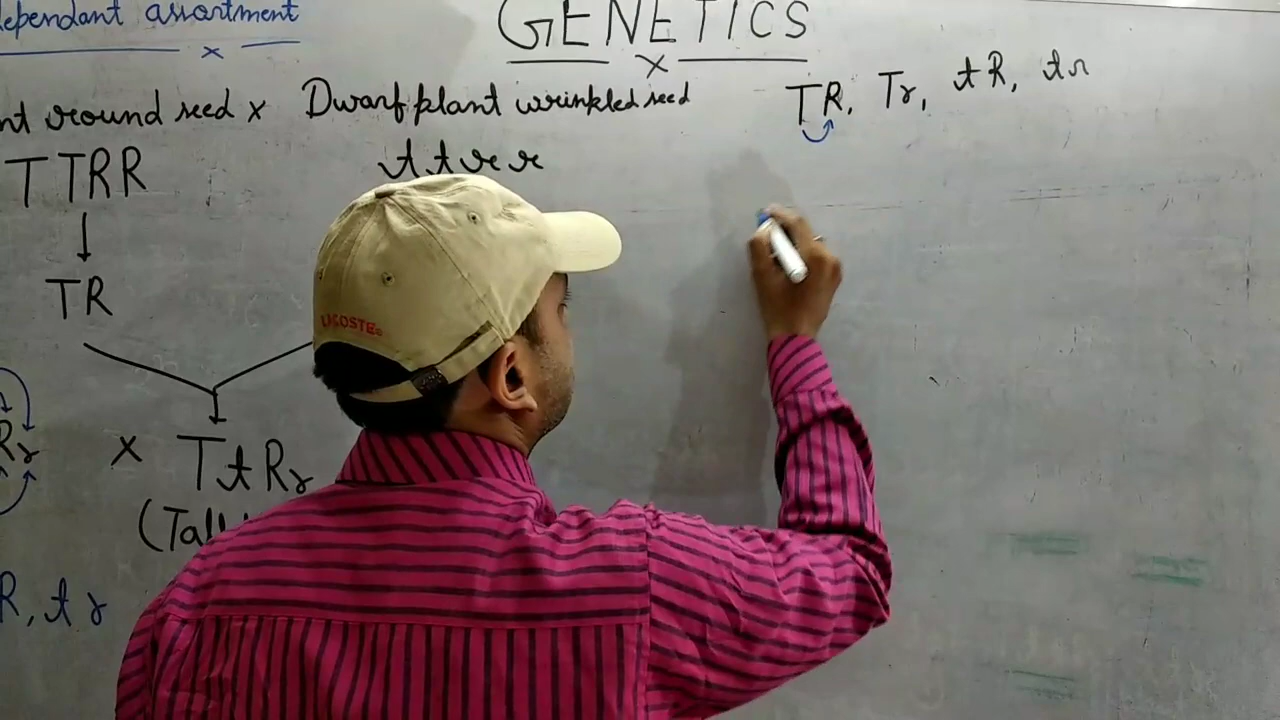 ependant assortment
GENETICS
nt round seed x Dwarf plant wrinkled seed
TR, Tr, tR, tr
TTRR
ttrr
TR
LACOSTE
Rr x TtRr
(Tall
R, tr